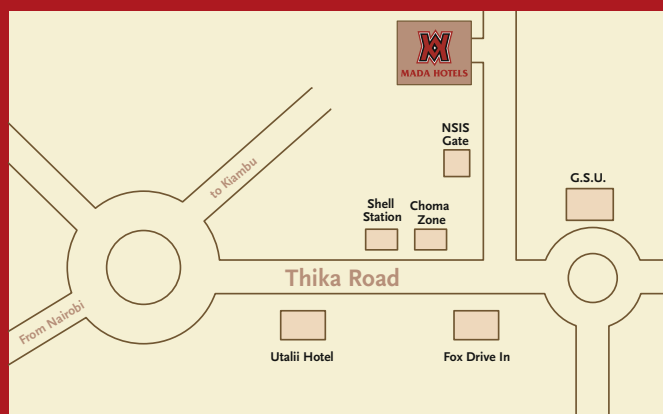 MADA HOTELS
NSIS
Gate
to Kiambu
G.S.U.
Shell
Station
Choma
Zone
Thika Road
From Nairobi
Utalii Hotel
Fox Drive In